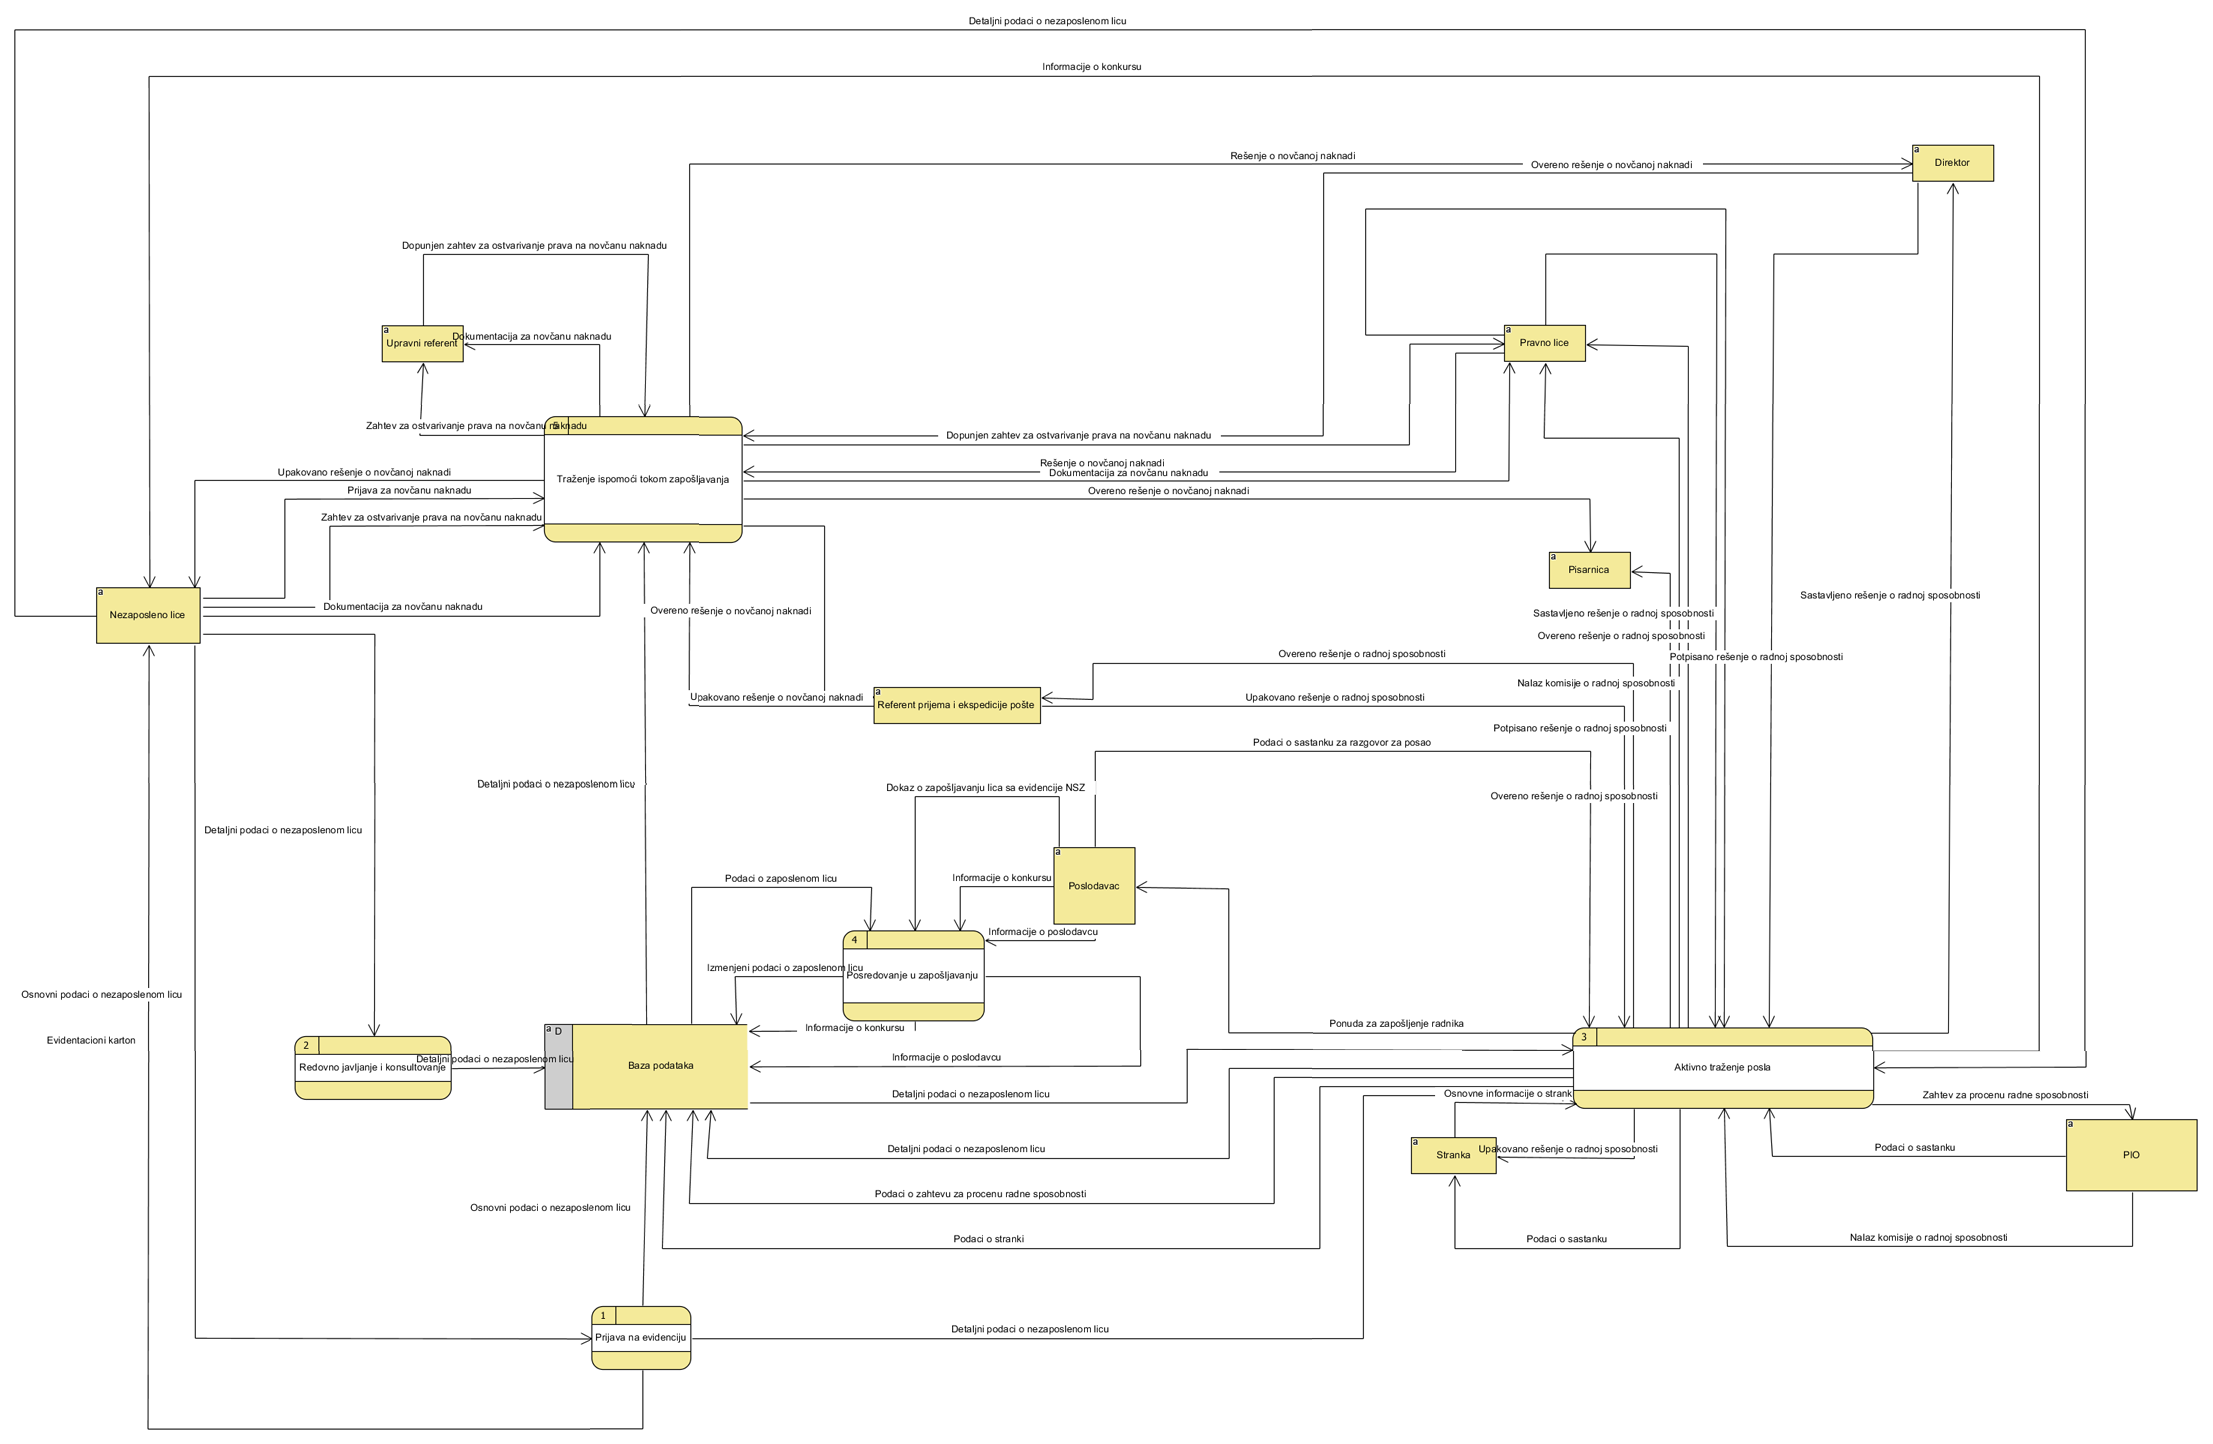 Detaljni podaci o nezaposlenom licu
Informacije o konkursu
Rešenje o novčanoj naknadi
Overeno rešenje o novčanoj naknadi
a
Direktor
Dopunjen zahtev za ostvarivanje prava na novčanu naknadu
a
Upravni referent
Dokumentacija za novčanu naknadu
a
Pravno lice
Zahtev za ostvarivanje prava na novčanu naknadu
5
Dopunjen zahtev za ostvarivanje prava na novčanu naknadu
Rešenje o novčanoj naknadi
Dokumentacija za novčanu naknadu
Upakovano rešenje o novčanoj naknadi
Traženje ispomoći tokom zapošljavanja
Prijava za novčanu naknadu
Overeno rešenje o novčanoj naknadi
Zahtev za ostvarivanje prava na novčanu naknadu
a
Pisarnica
a
Nezaposleno lice
Dokumentacija za novčanu naknadu
Overeno rešenje o novčanoj naknadi
Sastavljeno rešenje o radnoj sposobnosti
Sastavljeno rešenje o radnoj sposobnosti
Overeno rešenje o radnoj sposobnosti
Overeno rešenje o radnoj sposobnosti
Potpisano rešenje o radnoj sposobnosti
Nalaz komisije o radnoj sposobnosti
Upakovano rešenje o novčanoj naknadi
a
Referent prijema i ekspedicije pošte
Upakovano rešenje o radnoj sposobnosti
Potpisano rešenje o radnoj sposobnosti
Podaci o sastanku za razgovor za posao
Detaljni podaci o nezaposlenom licu
Dokaz o zapošljavanju lica sa evidencije NSZ
Overeno rešenje o radnoj sposobnosti
Detaljni podaci o nezaposlenom licu
a
Poslodavac
Podaci o zaposlenom licu
Informacije o konkursu
Informacije o poslodavcu
4
Posredovanje u zapošljavanju
Izmenjeni podaci o zaposlenom licu
Osnovni podaci o nezaposlenom licu
Informacije o konkursu
Ponuda za zapošljenje radnika
Evidentacioni karton
2
Redovno javljanje i konsultovanje
Detaljni podaci o nezaposlenom licu
a D
Baza podataka
Informacije o poslodavcu
3
Aktivno traženje posla
Detaljni podaci o nezaposlenom licu
Zahtev za procenu radne sposobnosti
a
Stranka
Upakovano rešenje o radnoj sposobnosti
a
PIO
Podaci o sastanku
Detaljni podaci o nezaposlenom licu
Podaci o zahtevu za procenu radne sposobnosti
Osnovni podaci o nezaposlenom licu
Podaci o stranki
Podaci o sastanku
Nalaz komisije o radnoj sposobnosti
1
Prijava na evidenciju
Detaljni podaci o nezaposlenom licu
Osnovne informacije o